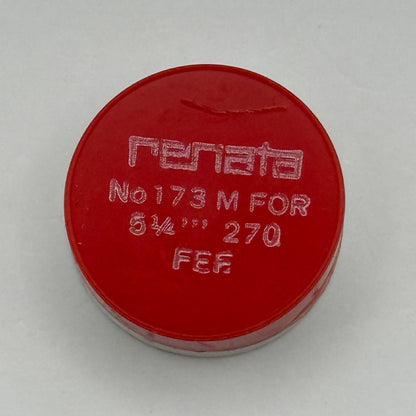 renata
No 173 M FOR
5¼ ''' 270
FEF